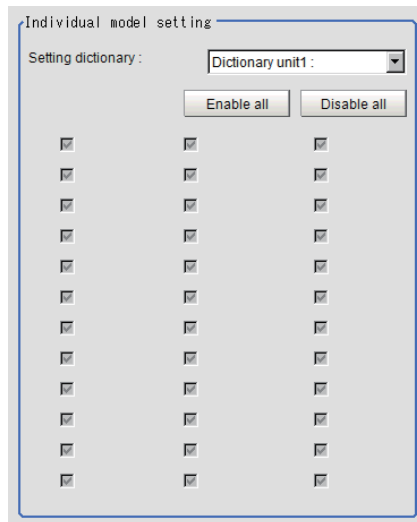 Individual model setting
Setting dictionary :
Dictionary unit1 :
Enable all
Disable all